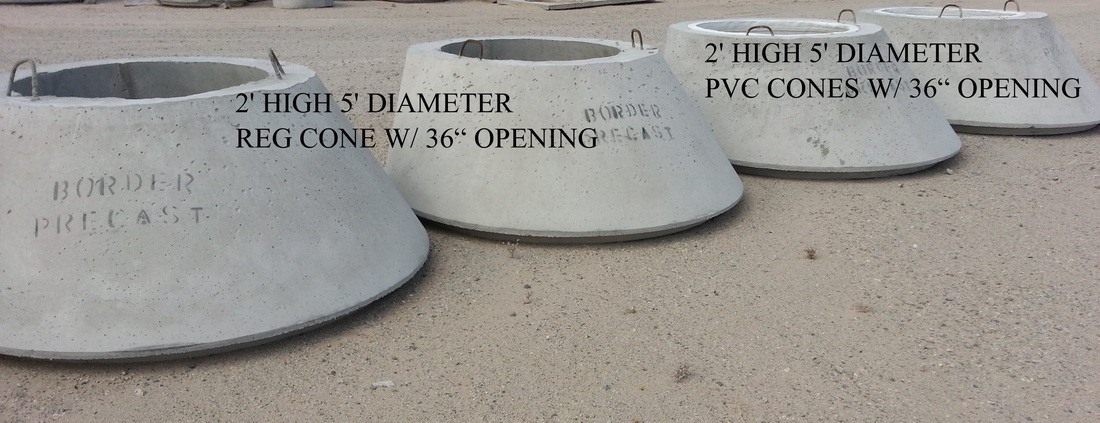 2' HIGH 5' DIAMETER
REG CONE W/ 36“ OPENING
2' HIGH 5' DIAMETER
PVC CONES W/ 36“ OPENING
BORDER
PRECAST
BORDER
PRECAST
BORDER